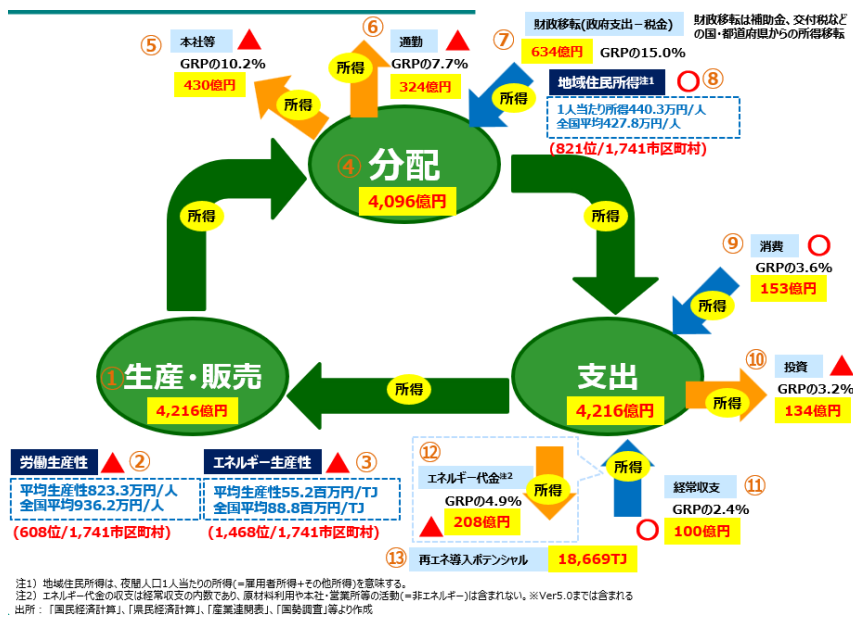 ⑤
本社等
GRPの10.2%
430億円
⑥
通勤
GRPの7.7%
324億円
⑦
財政移転(政府支出－税金)
634億円 GRPの15.0%
財政移転は補助金、交付税など
の国・都道府県からの所得移転
地域住民所得注1
⑧
1人当たり所得440.3万円/人
全国平均427.8万円/人
(821位/1,741市区町村)
所得
所得
所得
④
分配
4,096億円
所得
所得
⑨
消費
GRPの3.6%
153億円
所得
①生産・販売
4,216億円
所得
支出
4,216億円
⑩
投資
GRPの3.2%
134億円
所得
労働生産性
②
平均生産性823.3万円/人
全国平均936.2万円/人
(608位/1,741市区町村)
エネルギー生産性
③
平均生産性55.2百万円/TJ
全国平均88.8百万円/TJ
(1,468位/1,741市区町村)
⑫
エネルギー代金注2
GRPの4.9%
208億円
所得
所得
経常収支
⑪
GRPの2.4%
100億円
⑬
再エネ導入ポテンシャル
18,669TJ
注1）地域住民所得は、夜間人口1人当たりの所得(=雇用者所得+その他所得)を意味する。
注2）エネルギー代金の収支は経常収支の内数であり、原材料利用や本社・営業所等の活動(=非エネルギー)は含まれない。※Ver5.0までは含まれる
出所：「国民経済計算」、「県民経済計算」、「産業連関表」、「国勢調査」等より作成